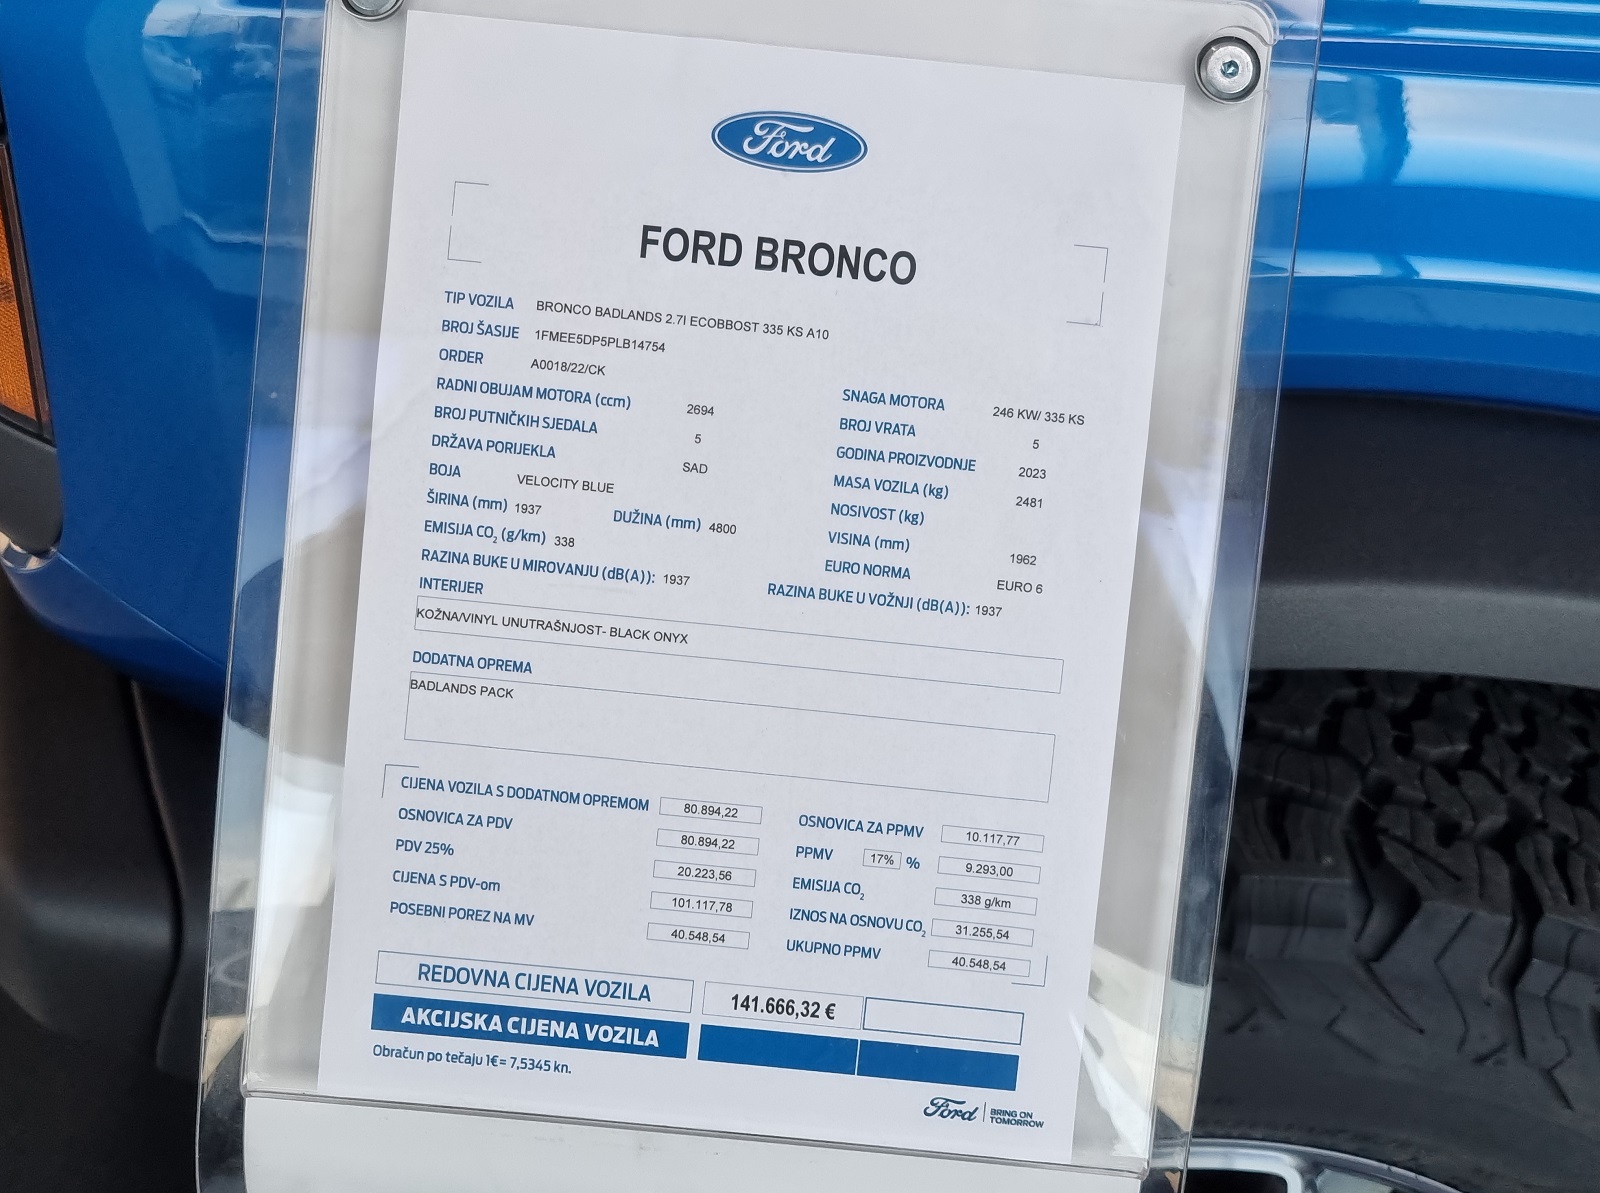 Ford
FORD BRONCO
TIP VOZILA BRONCO BADLANDS 2.7l ECOBBOST 335 KS A10
BROJ ŠASIJE 1FMEE5DP5PLB14754
ORDER A0018/22/CK
RADNI OBUJAM MOTORA (ccm) 2694 SNAGA MOTORA 246 KW/ 335 KS
BROJ PUTNIČKIH SJEDALA 5 BROJ VRATA 5
DRŽAVA PORIJEKLA SAD GODINA PROIZVODNJE 2023
BOJA VELOCITY BLUE MASA VOZILA (kg) 2481
ŠIRINA (mm) 1937 DUŽINA (mm) 4800 NOSIVOST (kg)
EMISIJA CO2 (g/km) 338 VISINA (mm) 1962
EURO NORMA EURO 6
RAZINA BUKE U MIROVANJU (dB(A)): 1937 RAZINA BUKE U VOŽNJI (dB(A)): 1937
INTERIJER
KOŽNA/VINYL UNUTRAŠNJOST- BLACK ONYX
DODATNA OPREMA
BADLANDS PACK
CIJENA VOZILA S DODATNOM OPREMOM 80.894,22 OSNOVICA ZA PPMV 10.117,77
OSNOVICA ZA PDV 80.894,22 PPMV 17% % 9.293,00
PDV 25% 20.223,56 EMISIJA CO2 338 g/km
CIJENA S PDV-om 101.117,78 IZNOS NA OSNOVU CO2 31.255,54
POSEBNI POREZ NA MV 40.548,54 UKUPNO PPMV 40.548,54
REDOVNA CIJENA VOZILA 141.666,32 €
AKCIJSKA CIJENA VOZILA
Obračun po tečaju 1€= 7,5345 kn.
Ford BRING ON
TOMORROW